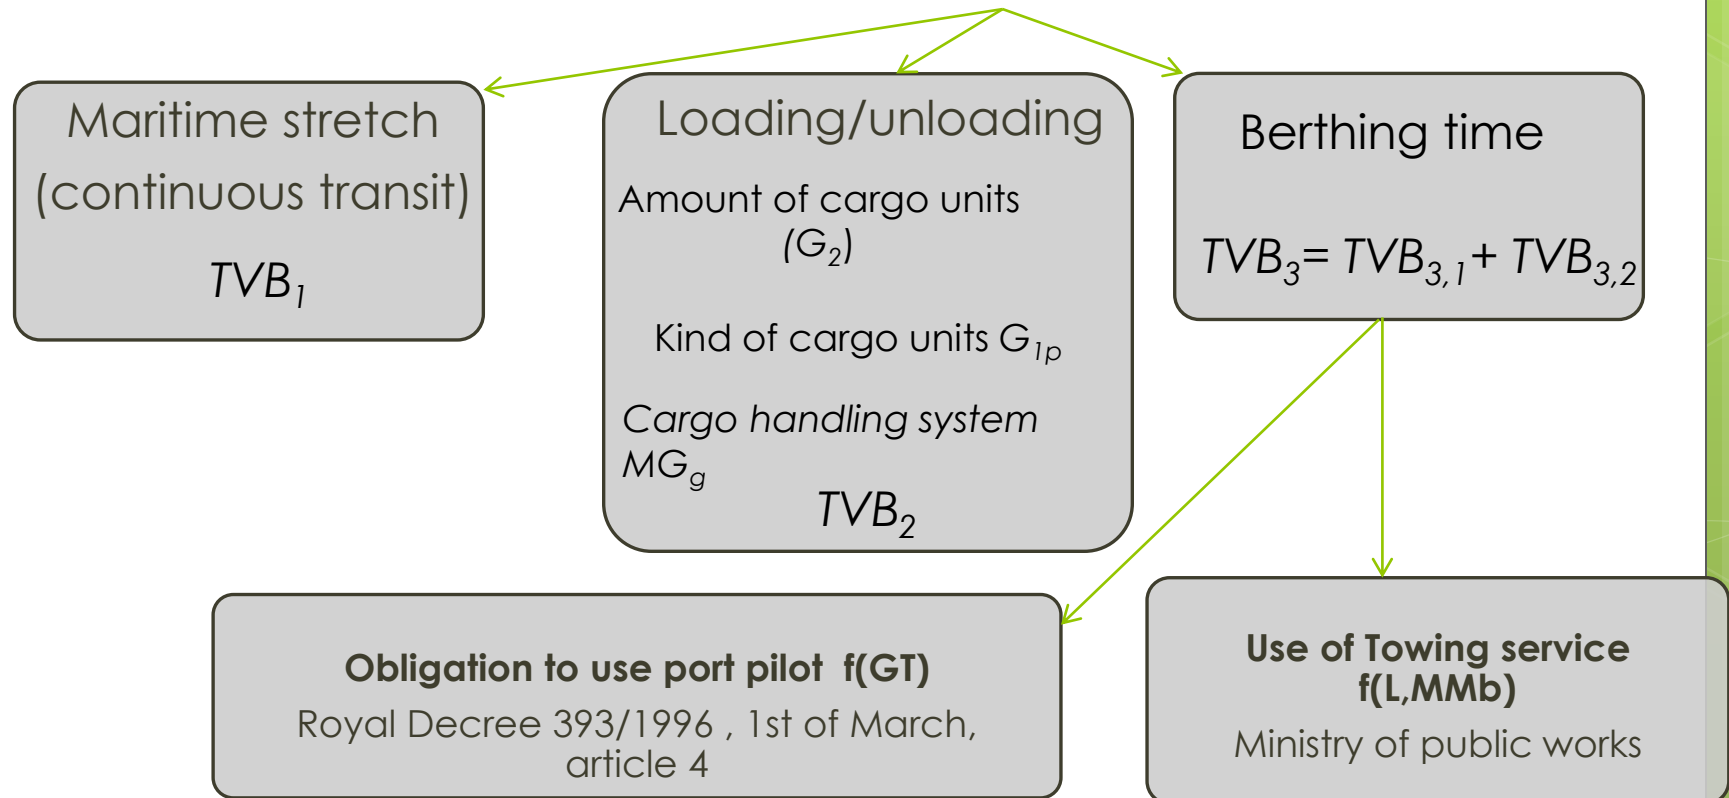 Maritime stretch
(continuous transit)
TVB₁
Loading/unloading
Amount of cargo units
(G₂)
Kind of cargo units G₁ₚ
Cargo handling system
MG_g
TVB₂
Berthing time
TVB₃= TVB₃,₁+ TVB₃,₂
Obligation to use port pilot f(GT)
Royal Decree 393/1996 , 1st of March,
article 4
Use of Towing service
f(L,MMb)
Ministry of public works